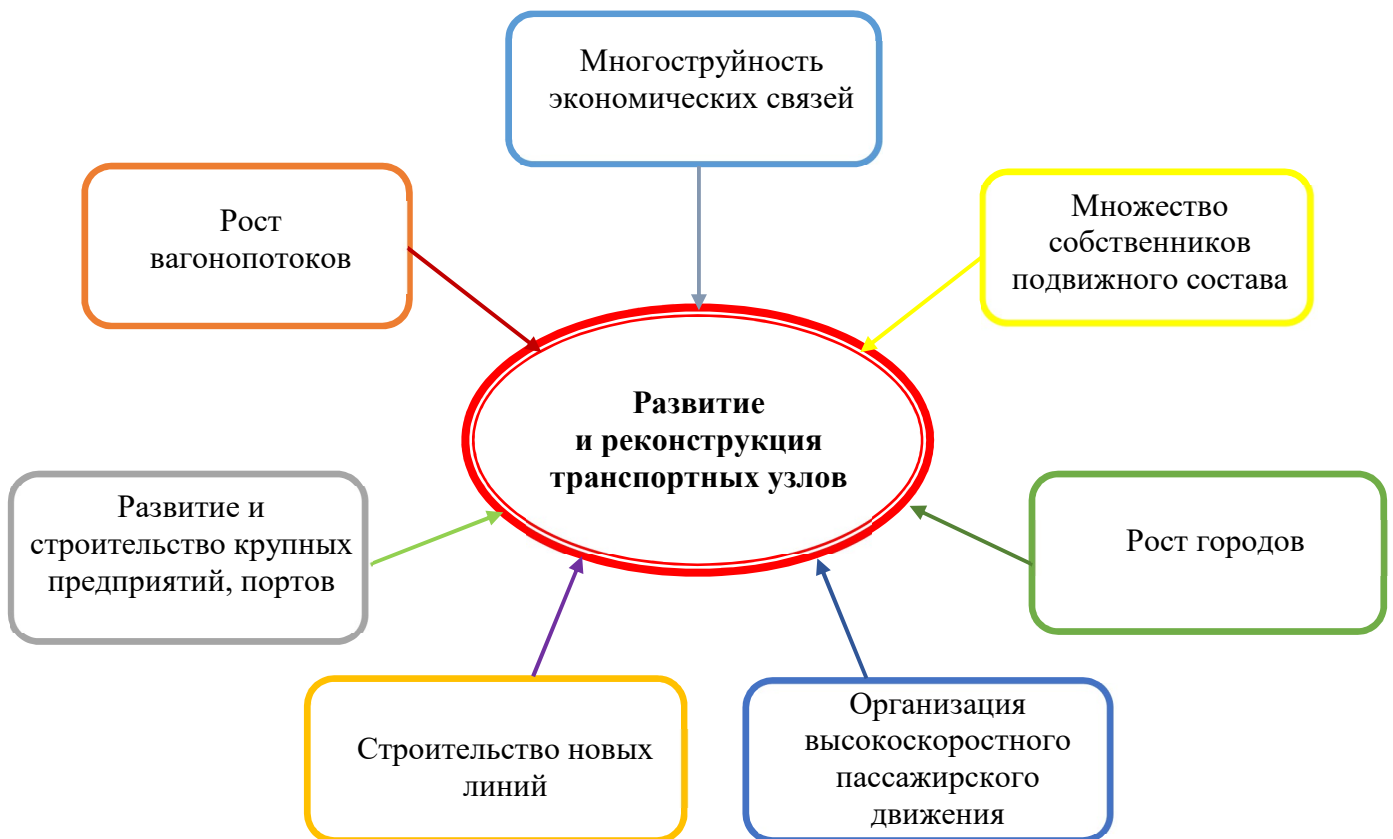 Многоструйность
экономических связей
Рост
вагонопотоков
Множество
собственников
подвижного состава
Развитие
и реконструкция
транспортных узлов
Развитие и
строительство крупных
предприятий, портов
Рост городов
Строительство новых
линий
Организация
высокоскоростного
пассажирского
движения